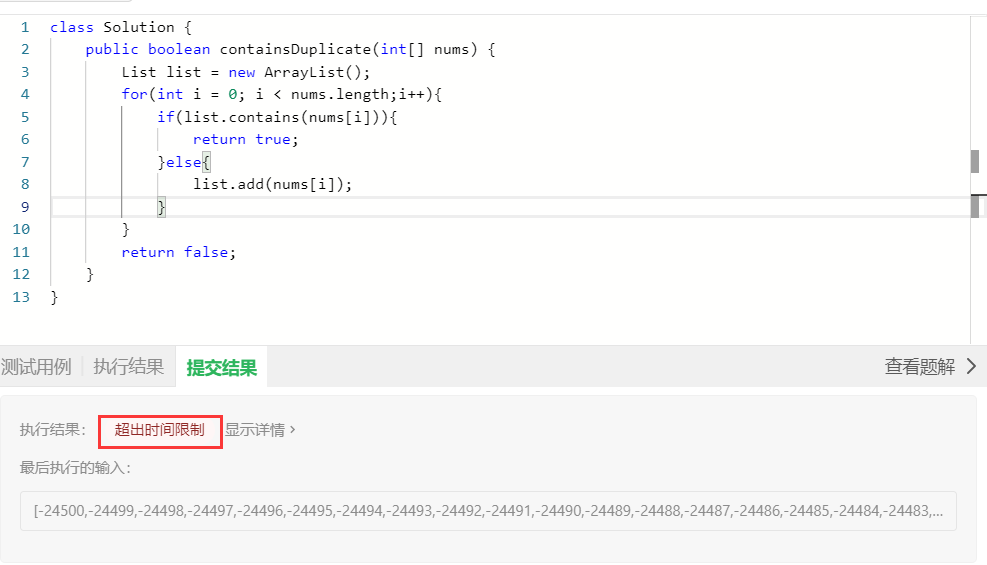 1 class Solution {
2     public boolean containsDuplicate(int[] nums) {
3         List list = new ArrayList();
4         for(int i = 0; i < nums.length;i++){
5             if(list.contains(nums[i])){
6                 return true;
7             }else{
8                 list.add(nums[i]);
9             }
10         }
11         return false;
12     }
13 }
测试用例 执行结果 提交结果 查看题解 >
执行结果： 超出时间限制 显示详情 >
最后执行的输入：
[-24500,-24499,-24498,-24497,-24496,-24495,-24494,-24493,-24492,-24491,-24490,-24489,-24488,-24487,-24486,-24485,-24484,-24483,...